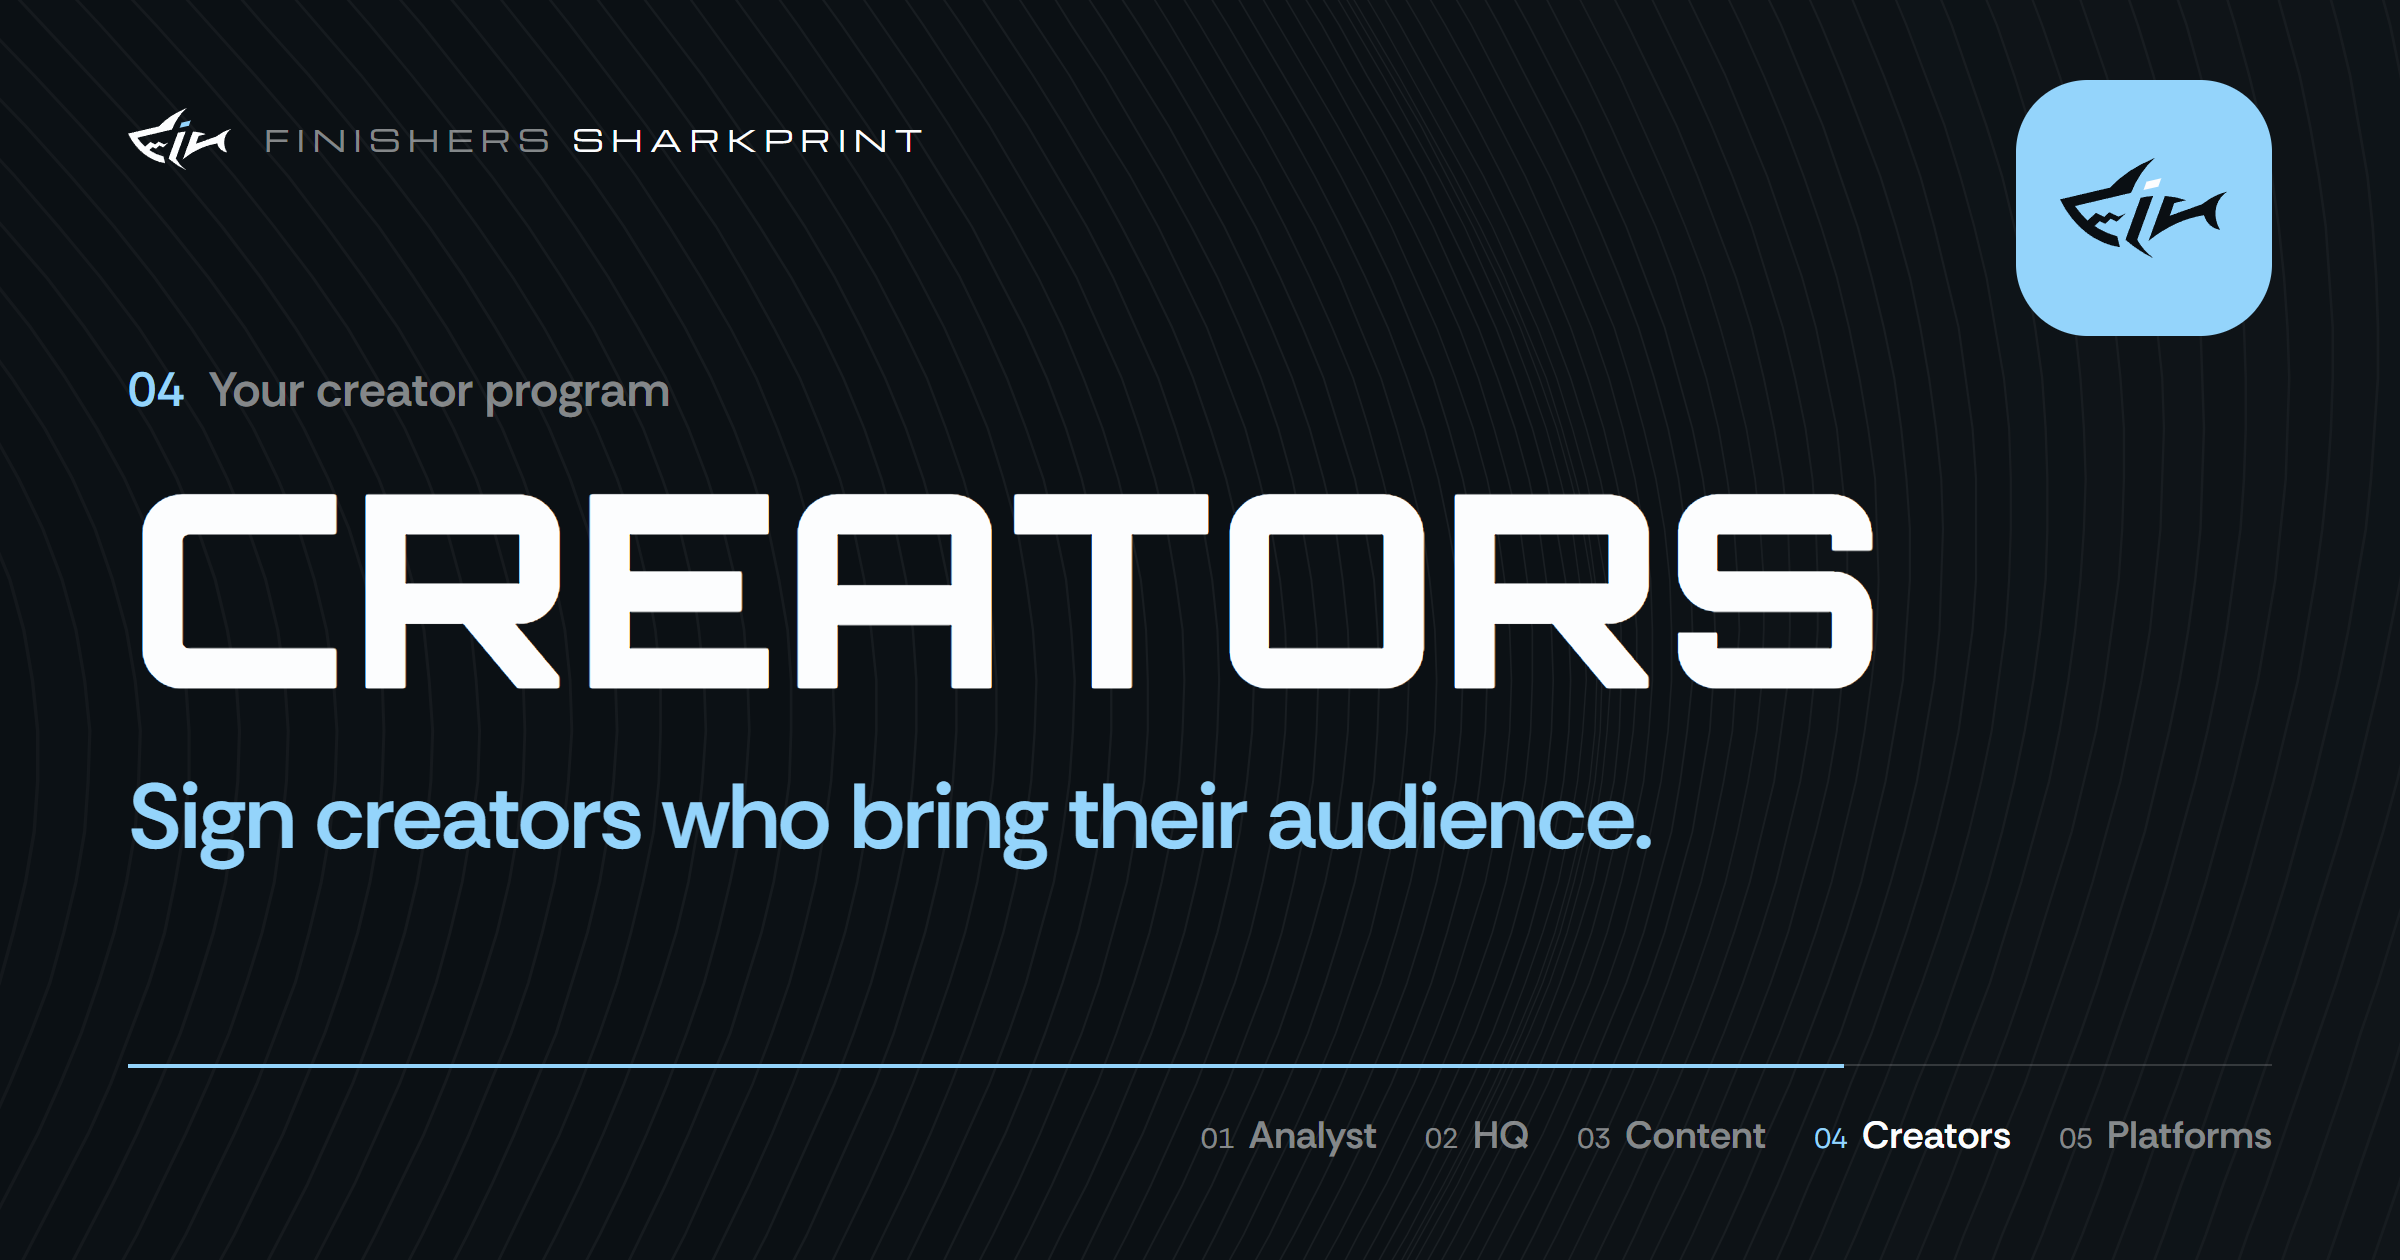 FINISHERS SHARKPRINT
04 Your creator program
CREATORS
Sign creators who bring their audience.
01 Analyst 02 HQ 03 Content 04 Creators 05 Platforms